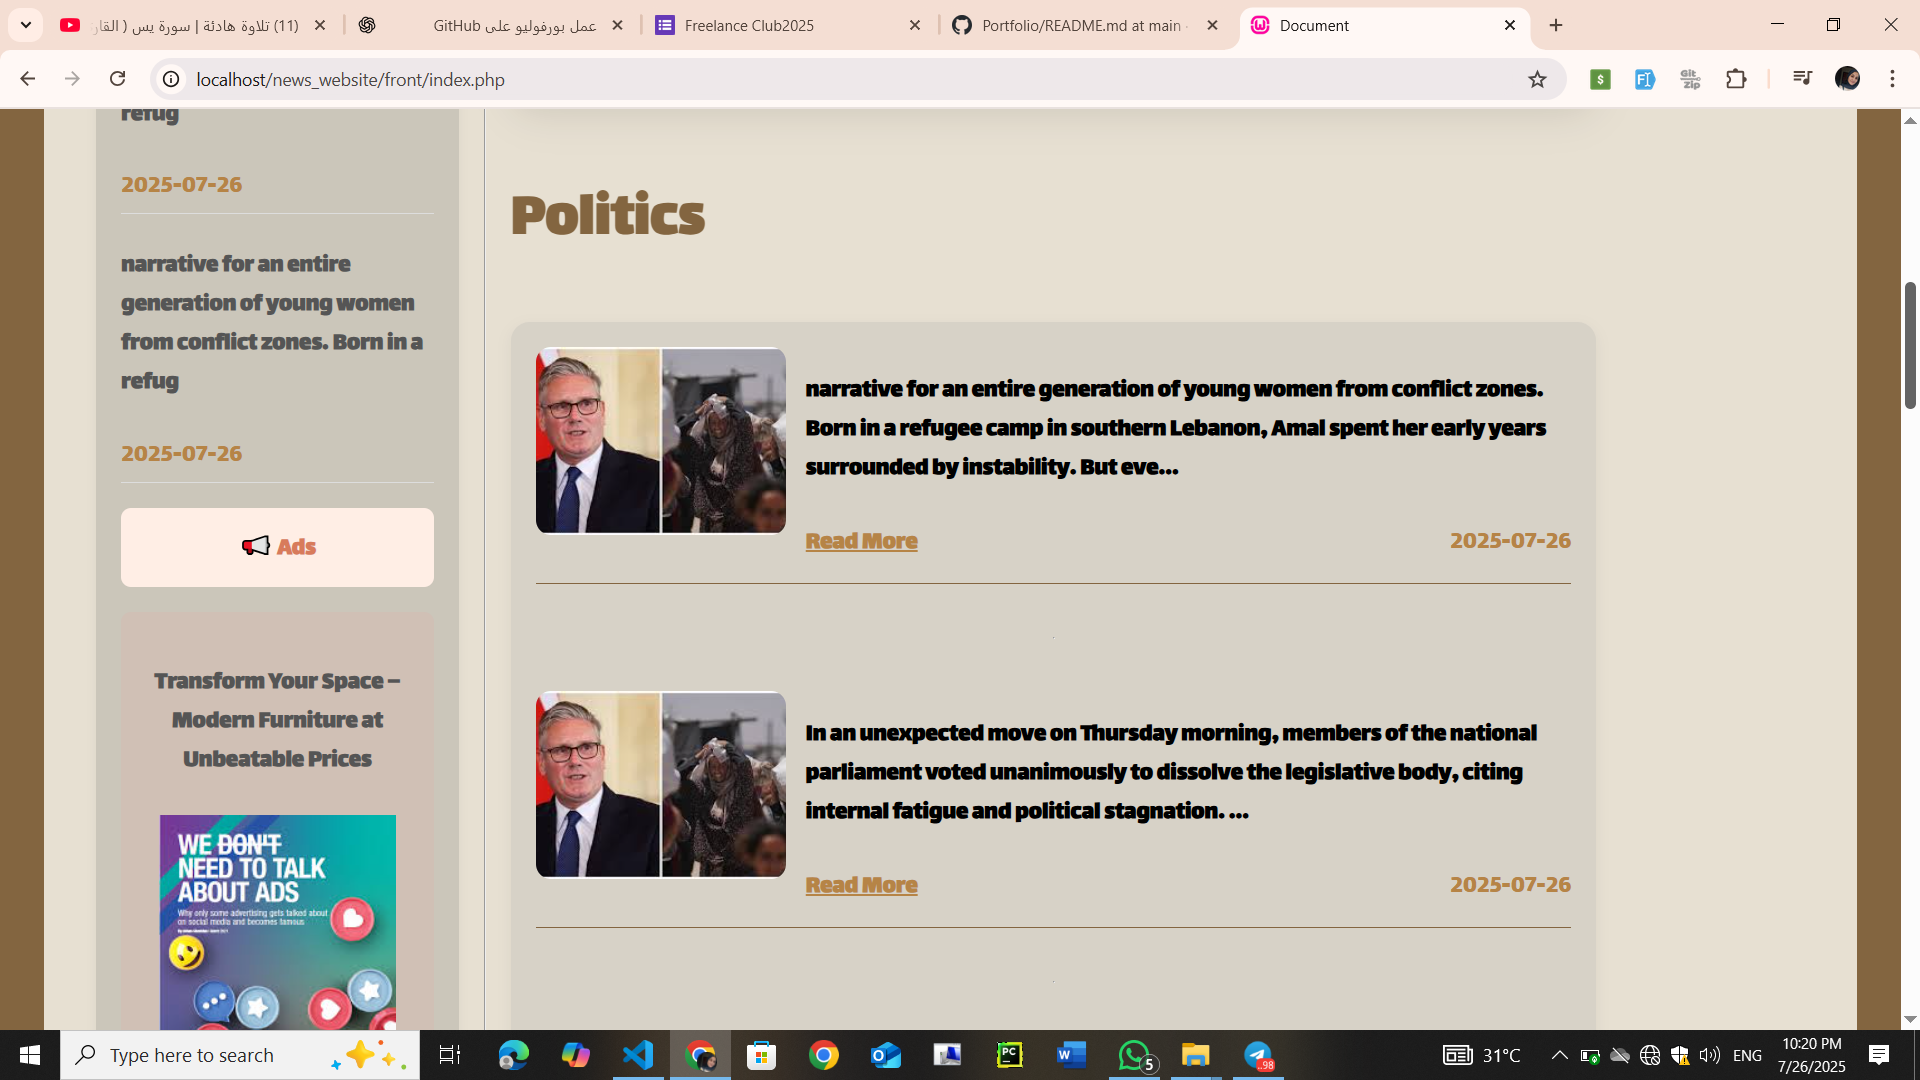 (11) تلاوة هادئة | سورة يس ( القار
عمل بورفوليو على GitHub
Freelance Club2025
Portfolio/README.md at main
Document
localhost/news_website/front/index.php
$
Git
Zip
refug
2025-07-26
narrative for an entire
generation of young women
from conflict zones. Born in a
refug
2025-07-26
📢 Ads
Transform Your Space –
Modern Furniture at
Unbeatable Prices
WE DON'T
NEED TO TALK
ABOUT ADS
Why only some advertising gets talked about
on social media and becomes famous
Politics
narrative for an entire generation of young women from conflict zones.
Born in a refugee camp in southern Lebanon, Amal spent her early years
surrounded by instability. But eve...
Read More
2025-07-26
In an unexpected move on Thursday morning, members of the national
parliament voted unanimously to dissolve the legislative body, citing
internal fatigue and political stagnation. ...
Read More
2025-07-26
Type here to search
PC
5
.98
31°C
ENG
10:20 PM
7/26/2025